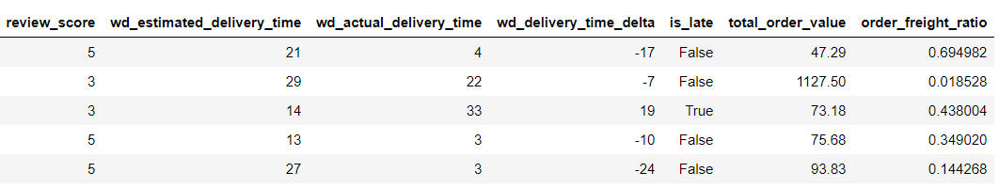 review_score wd_estimated_delivery_time wd_actual_delivery_time wd_delivery_time_delta is_late total_order_value order_freight_ratio
5 21 4 -17 False 47.29 0.694982
3 29 22 -7 False 1127.50 0.018528
3 14 33 19 True 73.18 0.438004
5 13 3 -10 False 75.68 0.349020
5 27 3 -24 False 93.83 0.144268